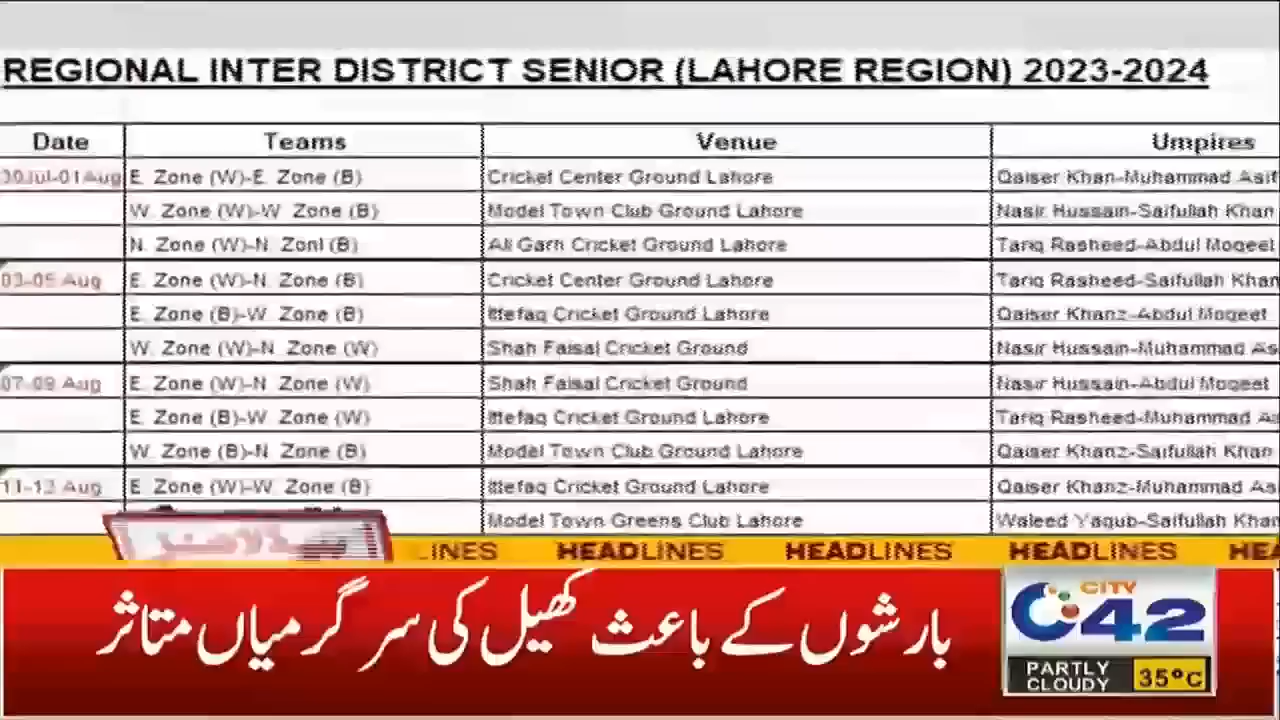 REGIONAL INTER DISTRICT SENIOR (LAHORE REGION) 2023-2024
Date Teams Venue Umpires
30Jul-01Aug E. Zone (W)-E. Zone (B) Cricket Center Ground Lahore Qaiser Khan-Muhammad Asif
W. Zone (W)-W. Zone (B) Model Town Club Ground Lahore Nasir Hussain-Saifullah Khan
N. Zone (W)-N. Zonl (B) Ali Garh Cricket Ground Lahore Tariq Rasheed-Abdul Moqeet
03-05 Aug E. Zone (W)-N. Zone (B) Cricket Center Ground Lahore Tariq Rasheed-Saifullah Khan
E. Zone (B)-W. Zone (B) Ittefaq Cricket Ground Lahore Qaiser Khanz-Abdul Moqeet
W. Zone (W)-N. Zone (W) Shah Faisal Cricket Ground Nasir Hussain-Muhammad As
07-09 Aug E. Zone (W)-N. Zone (W) Shah Faisal Cricket Ground Nasir Hussain-Abdul Moqeet
E. Zone (B)-W. Zone (W) Ittefaq Cricket Ground Lahore Tariq Rasheed-Muhammad As
W. Zone (B)-N. Zone (B) Model Town Club Ground Lahore Qaiser Khanz-Saifullah Khan
11-13 Aug E. Zone (W)-W. Zone (B) Ittefaq Cricket Ground Lahore Qaiser Khanz-Muhammad As
Model Town Greens Club Lahore Waleed Yaqub-Saifullah Khan
LINES HEADLINES HEADLINES HEADLINES HEA
بارشوں کے باعث کھیل کی سرگرمیاں متاثر
CITY
42
PARTLY CLOUDY 35°C